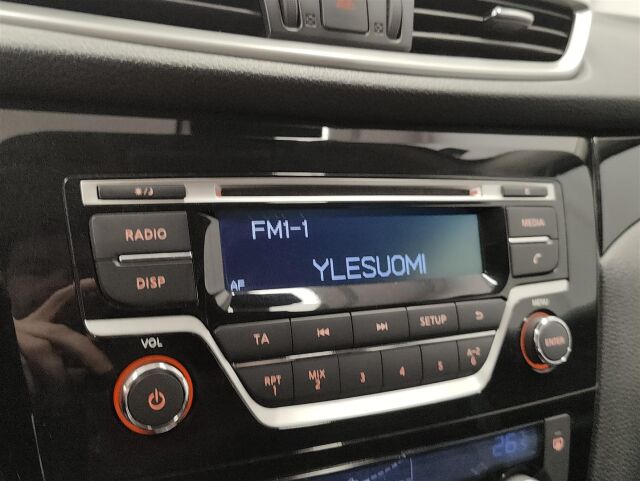 FM1-1
YLESUOMI
AF
RADIO
DISP
MEDIA
TA
SETUP
VOL
MENU
ENTER
RPT 1
MIX 2
3
4
5
A-Z 6
26